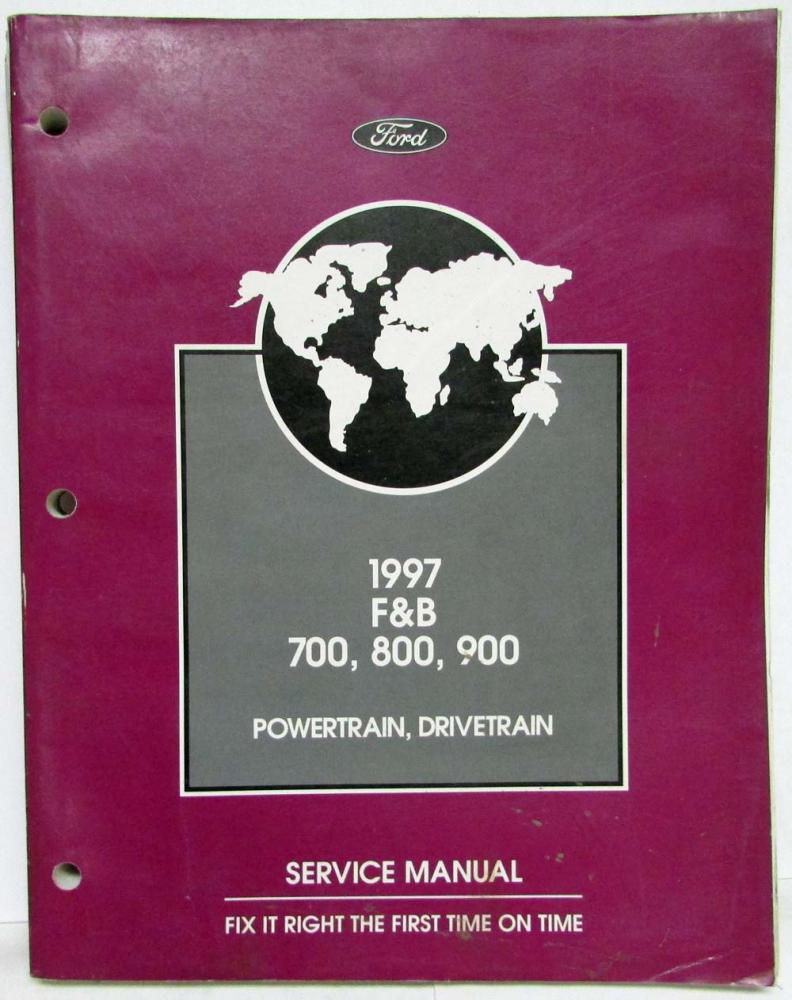 Ford
1997
F&B
700, 800, 900
POWERTRAIN, DRIVETRAIN
SERVICE MANUAL
FIX IT RIGHT THE FIRST TIME ON TIME